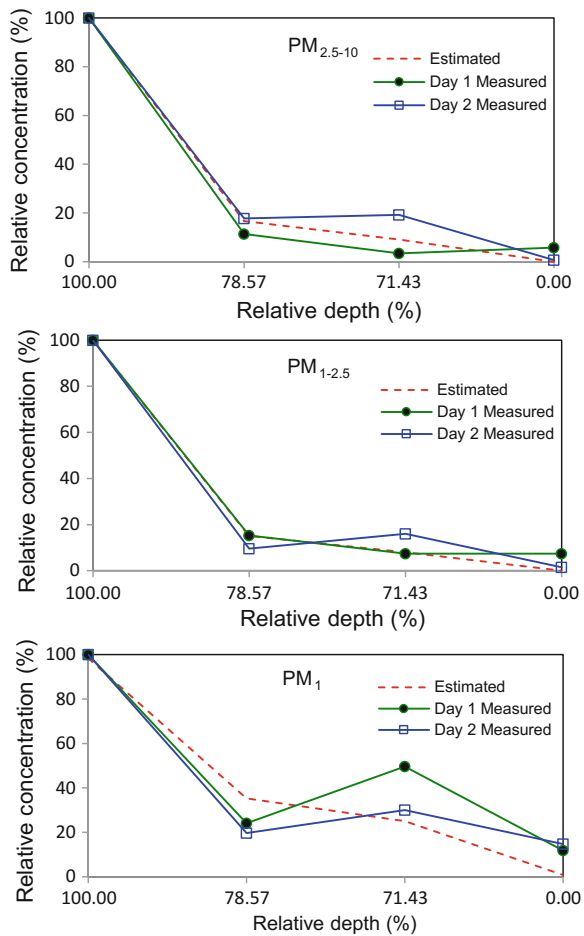 PM2.5-10
Estimated
Day 1 Measured
Day 2 Measured
Relative concentration (%)
100
80
60
40
20
0
100.00 78.57 71.43 0.00
Relative depth (%)
PM1-2.5
Estimated
Day 1 Measured
Day 2 Measured
Relative concentration (%)
100
80
60
40
20
0
100.00 78.57 71.43 0.00
Relative depth (%)
PM1
Estimated
Day 1 Measured
Day 2 Measured
Relative concentration (%)
100
80
60
40
20
0
100.00 78.57 71.43 0.00
Relative depth (%)